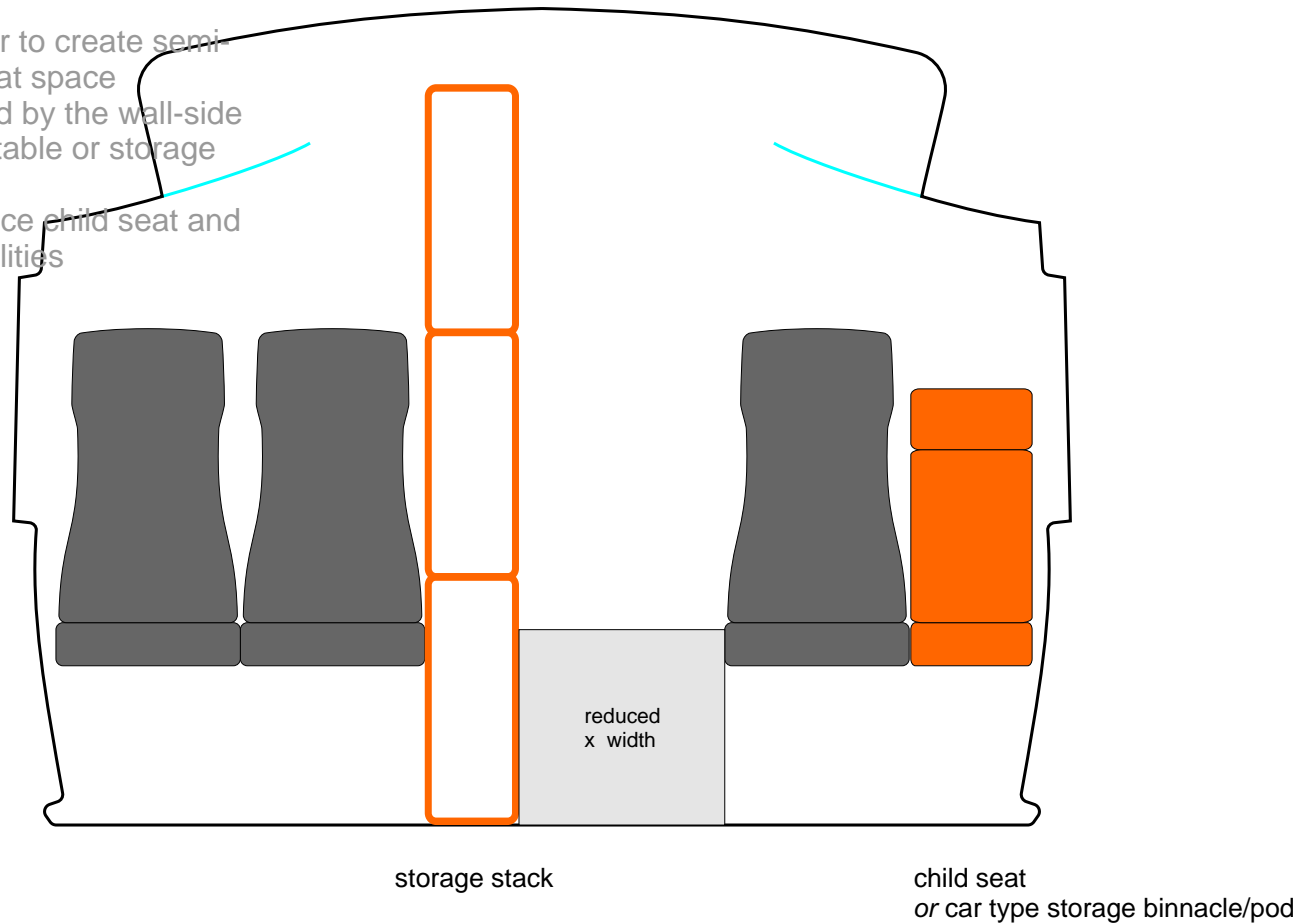 r to create semi-
at space
d by the wall-side
table or storage
ce child seat and
lities
reduced
x width
storage stack
child seat
or car type storage binnacle/pod